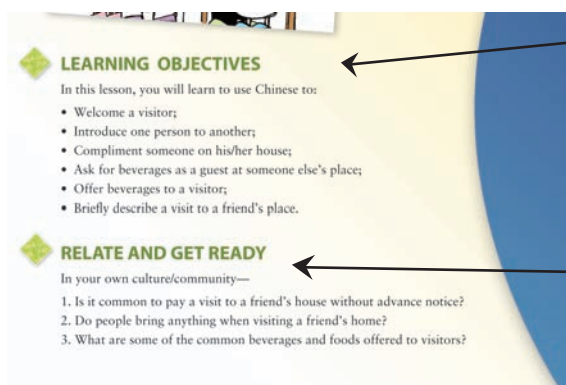 LEARNING OBJECTIVES
In this lesson, you will learn to use Chinese to:
• Welcome a visitor;
• Introduce one person to another;
• Compliment someone on his/her house;
• Ask for beverages as a guest at someone else's place;
• Offer beverages to a visitor;
• Briefly describe a visit to a friend's place.
RELATE AND GET READY
In your own culture/community—
1. Is it common to pay a visit to a friend's house without advance notice?
2. Do people bring anything when visiting a friend's home?
3. What are some of the common beverages and foods offered to visitors?